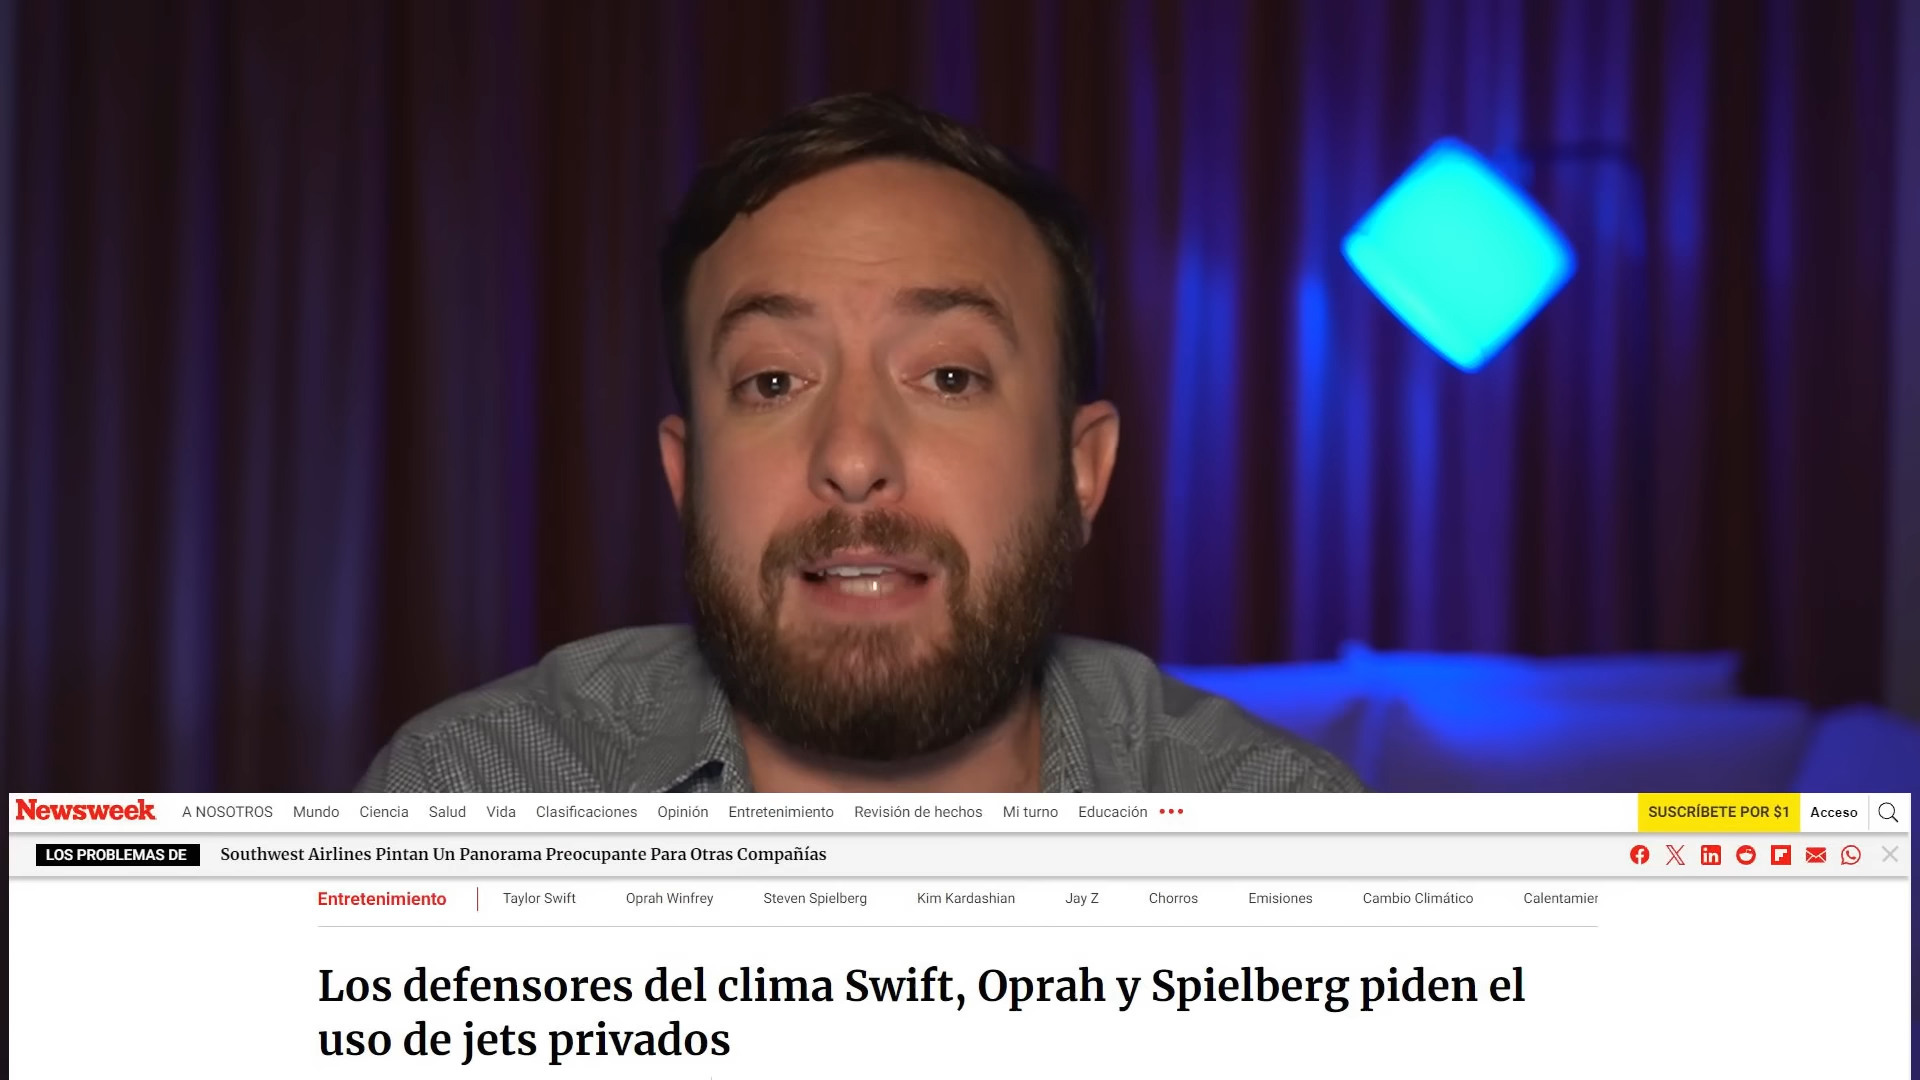 Newsweek A NOSOTROS Mundo Ciencia Salud Vida Clasificaciones Opinión Entretenimiento Revisión de hechos Mi turno Educación SUSCRÍBETE POR $1 Acceso
LOS PROBLEMAS DE Southwest Airlines Pintan Un Panorama Preocupante Para Otras Compañías
Entretenimiento Taylor Swift Oprah Winfrey Steven Spielberg Kim Kardashian Jay Z Chorros Emisiones Cambio Climático Calentamier
Los defensores del clima Swift, Oprah y Spielberg piden el
uso de jets privados